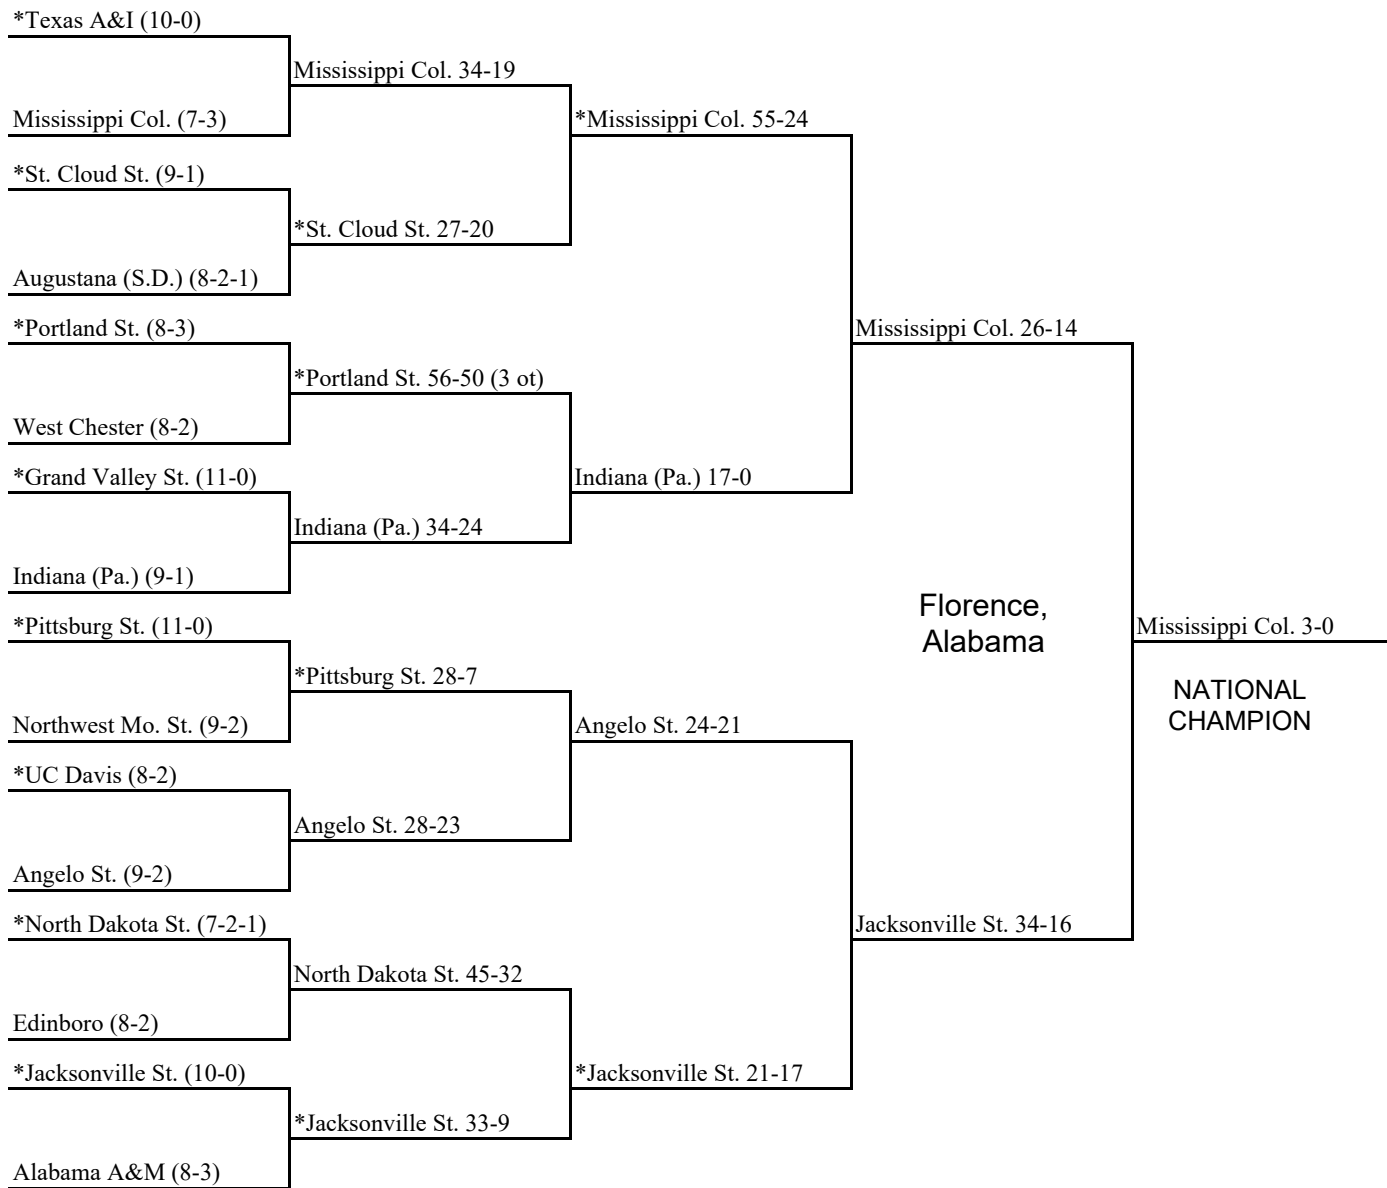 *Texas A&I (10-0)
Mississippi Col. 34-19
Mississippi Col. (7-3)
*Mississippi Col. 55-24
*St. Cloud St. (9-1)
*St. Cloud St. 27-20
Augustana (S.D.) (8-2-1)
*Portland St. (8-3)
Mississippi Col. 26-14
*Portland St. 56-50 (3 ot)
West Chester (8-2)
*Grand Valley St. (11-0)
Indiana (Pa.) 17-0
Indiana (Pa.) 34-24
Indiana (Pa.) (9-1)
Florence,
Alabama
*Pittsburg St. (11-0)
Mississippi Col. 3-0
*Pittsburg St. 28-7
NATIONAL
CHAMPION
Northwest Mo. St. (9-2)
Angelo St. 24-21
*UC Davis (8-2)
Angelo St. 28-23
Angelo St. (9-2)
*North Dakota St. (7-2-1)
Jacksonville St. 34-16
North Dakota St. 45-32
Edinboro (8-2)
*Jacksonville St. (10-0)
*Jacksonville St. 21-17
*Jacksonville St. 33-9
Alabama A&M (8-3)